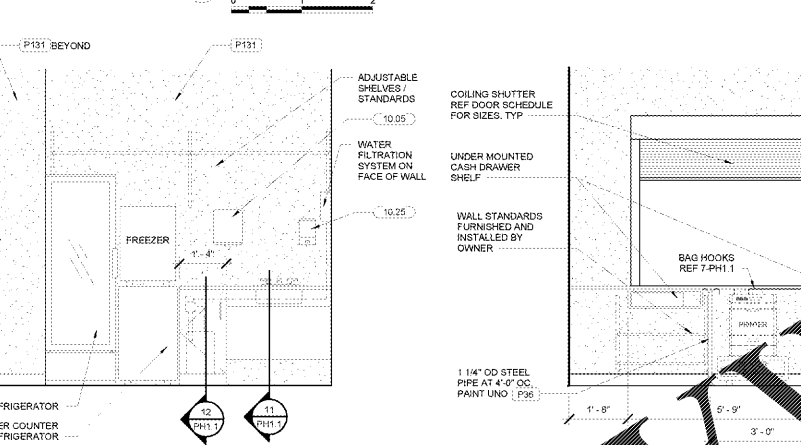 0 1 2
P131 BEYOND
P131
ADJUSTABLE
SHELVES /
STANDARDS
10.05
WATER
FILTRATION
SYSTEM ON
FACE OF WALL
10.25
FREEZER
1' - 4"
FRIGERATOR
ER COUNTER
FRIGERATOR
12
PH1.1
11
PH1.1
COILING SHUTTER
REF DOOR SCHEDULE
FOR SIZES. TYP
UNDER MOUNTED
CASH DRAWER
SHELF
WALL STANDARDS
FURNISHED AND
INSTALLED BY
OWNER
BAG HOOKS
REF 7-PH1.1
PRINTER
1 1/4" OD STEEL
PIPE AT 4'-0" OC.
PAINT UNO P36
1' - 8"
5' - 9"
3' - 0"